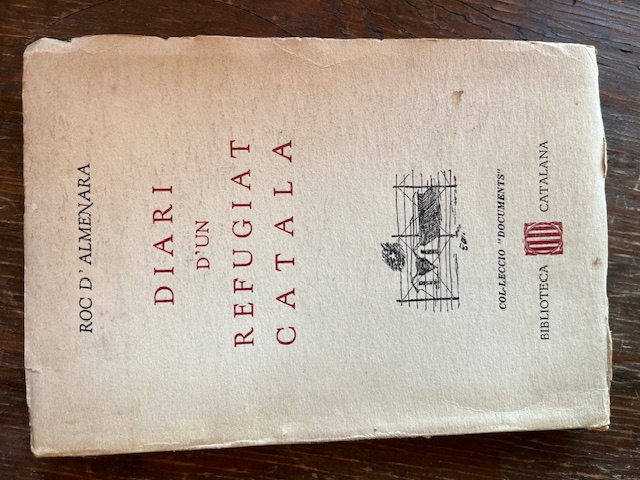 ROC D'ALMENARA
DIARI
D'UN
REFUGIAT
CATALA
COL·LECCIO "DOCUMENTS"
BIBLIOTECA CATALANA